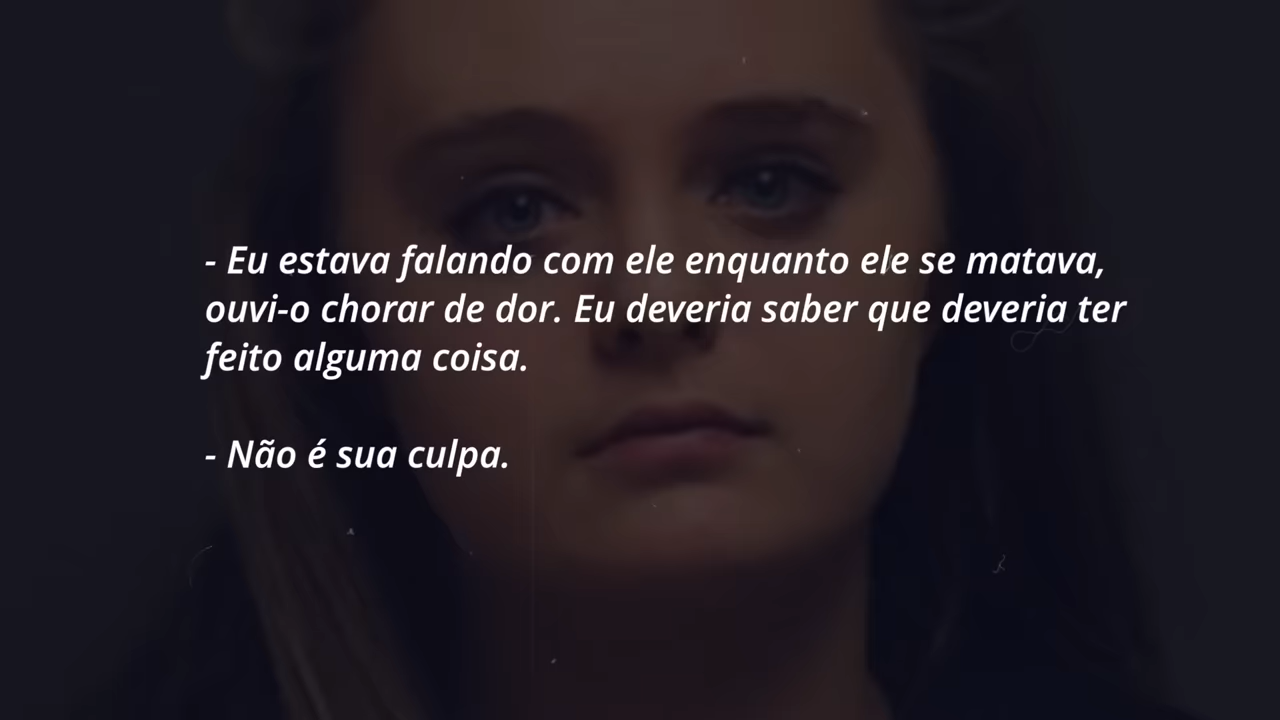 - Eu estava falando com ele enquanto ele se matava,
ouvi-o chorar de dor. Eu deveria saber que deveria ter
feito alguma coisa.
- Não é sua culpa.